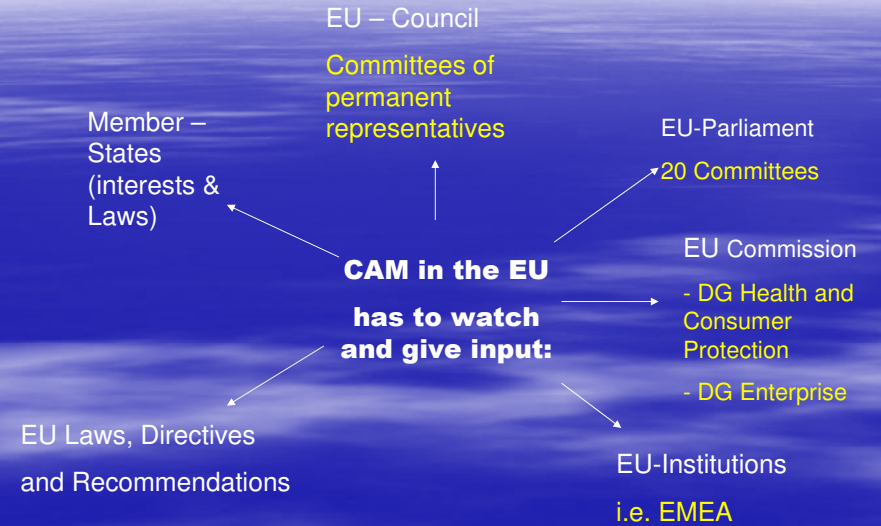 EU – Council
Committees of
permanent
representatives
Member –
States
(interests &
Laws)
EU-Parliament
20 Committees
CAM in the EU
has to watch
and give input:
EU Commission
- DG Health and
Consumer
Protection
- DG Enterprise
EU Laws, Directives
and Recommendations
EU-Institutions
i.e. EMEA